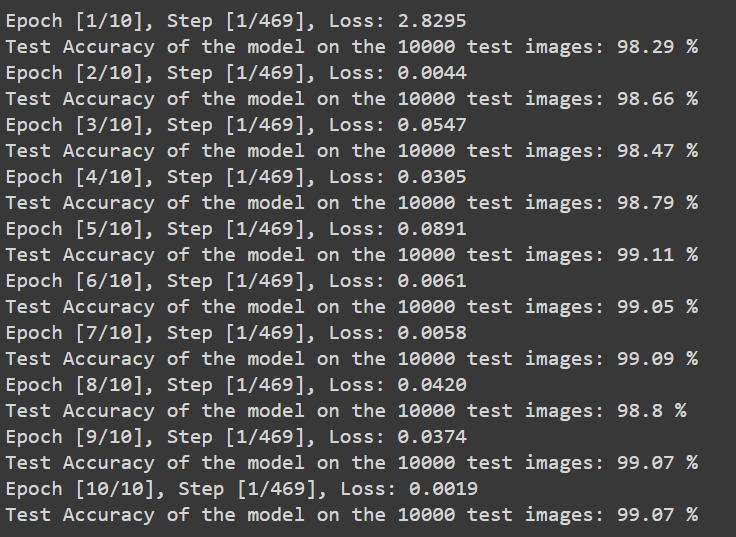 Epoch [1/10], Step [1/469], Loss: 2.8295
Test Accuracy of the model on the 10000 test images: 98.29 %
Epoch [2/10], Step [1/469], Loss: 0.0044
Test Accuracy of the model on the 10000 test images: 98.66 %
Epoch [3/10], Step [1/469], Loss: 0.0547
Test Accuracy of the model on the 10000 test images: 98.47 %
Epoch [4/10], Step [1/469], Loss: 0.0305
Test Accuracy of the model on the 10000 test images: 98.79 %
Epoch [5/10], Step [1/469], Loss: 0.0891
Test Accuracy of the model on the 10000 test images: 99.11 %
Epoch [6/10], Step [1/469], Loss: 0.0061
Test Accuracy of the model on the 10000 test images: 99.05 %
Epoch [7/10], Step [1/469], Loss: 0.0058
Test Accuracy of the model on the 10000 test images: 99.09 %
Epoch [8/10], Step [1/469], Loss: 0.0420
Test Accuracy of the model on the 10000 test images: 98.8 %
Epoch [9/10], Step [1/469], Loss: 0.0374
Test Accuracy of the model on the 10000 test images: 99.07 %
Epoch [10/10], Step [1/469], Loss: 0.0019
Test Accuracy of the model on the 10000 test images: 99.07 %